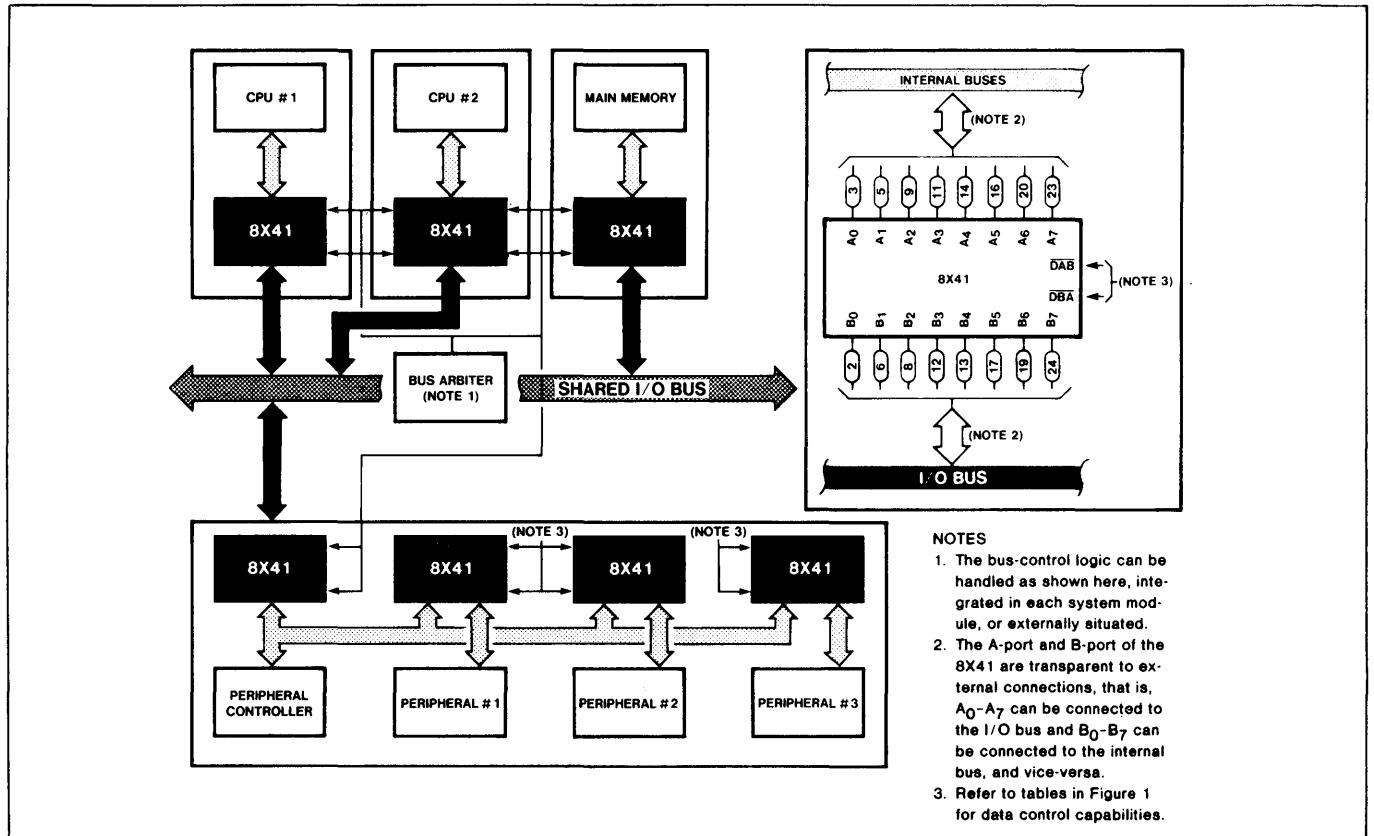 CPU #1
CPU #2
MAIN MEMORY
8X41
8X41
8X41
BUS ARBITER
(NOTE 1)
SHARED I/O BUS
(NOTE 3)
(NOTE 3)
8X41
8X41
8X41
8X41
PERIPHERAL
CONTROLLER
PERIPHERAL #1
PERIPHERAL #2
PERIPHERAL #3
INTERNAL BUSES
(NOTE 2)
3 5 9 11 14 16 20 23
A0 A1 A2 A3 A4 A5 A6 A7
DAB
8X41
(NOTE 3)
DBA
B0 B1 B2 B3 B4 B5 B6 B7
2 6 8 12 13 17 19 24
(NOTE 2)
I/O BUS
NOTES
1. The bus-control logic can be
handled as shown here, inte-
grated in each system mod-
ule, or externally situated.
2. The A-port and B-port of the
8X41 are transparent to ex-
ternal connections, that is,
A0-A7 can be connected to
the I/O bus and B0-B7 can
be connected to the internal
bus, and vice-versa.
3. Refer to tables in Figure 1
for data control capabilities.